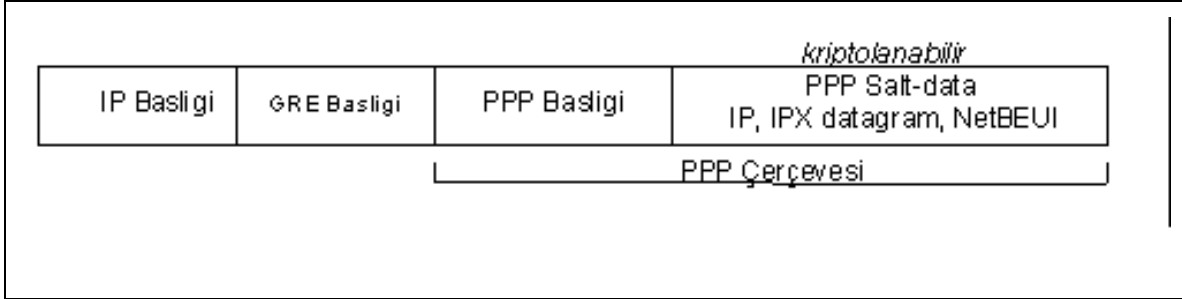 kriptolanabilir
IP Basligi
GRE Basligi
PPP Basligi
PPP Salt-data
IP, IPX datagram, NetBEUI
PPP Çerçevesi